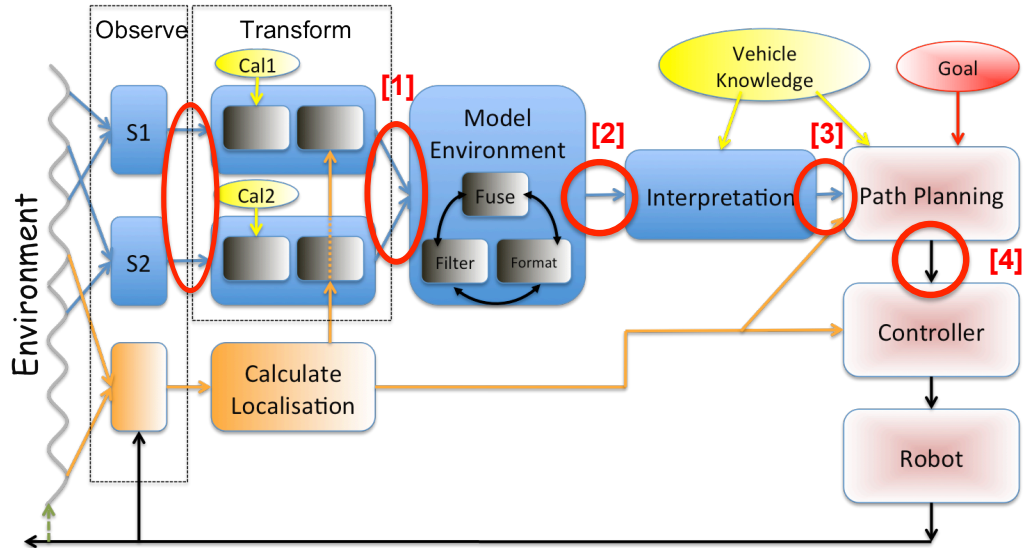 Observe
Transform
Cal1
[1]
Vehicle
Knowledge
Goal
S1
Model
Environment
[2]
[3]
Cal2
Fuse
Interpretation
Path Planning
S2
Filter
Format
[4]
Environment
Calculate
Localisation
Controller
Robot